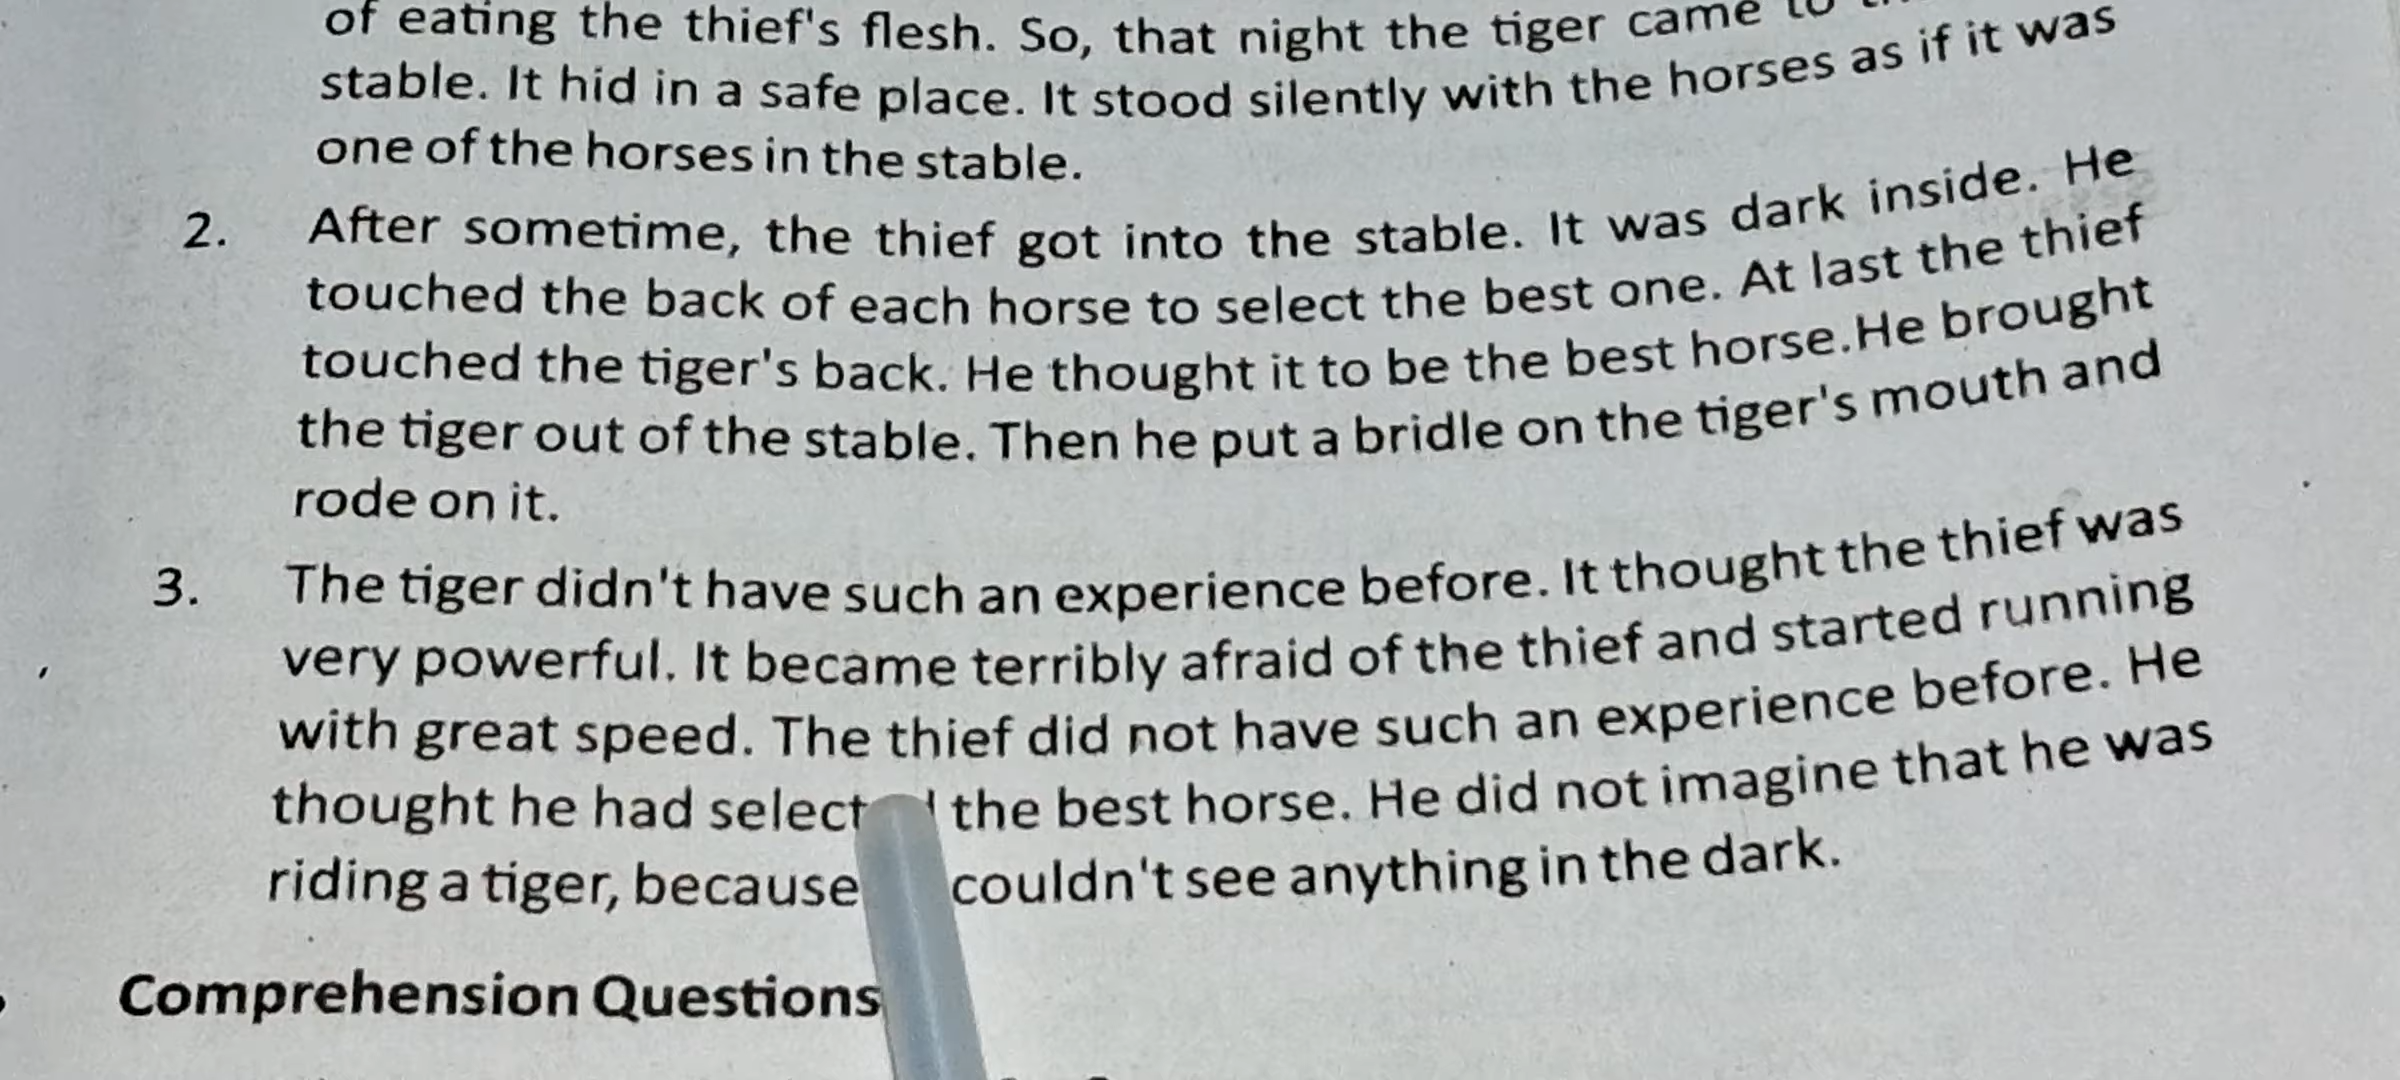 of eating the thief's flesh. So, that night the tiger came to
stable. It hid in a safe place. It stood silently with the horses as if it was
one of the horses in the stable.
2. After sometime, the thief got into the stable. It was dark inside. He
touched the back of each horse to select the best one. At last the thief
touched the tiger's back. He thought it to be the best horse.He brought
the tiger out of the stable. Then he put a bridle on the tiger's mouth and
rode on it.
3. The tiger didn't have such an experience before. It thought the thief was
very powerful. It became terribly afraid of the thief and started running
with great speed. The thief did not have such an experience before. He
thought he had the best horse. He did not imagine that he was
riding a tiger, because couldn't see anything in the dark.
Comprehension Questions